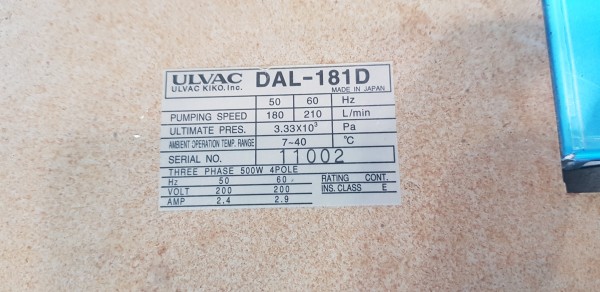 ULVAC DAL-181D
ULVAC KIKO. Inc. MADE IN JAPAN
50 60 Hz
PUMPING SPEED 180 210 L/min
ULTIMATE PRES. 3.33X10³ Pa
AMBIENT OPERATION TEMP. RANGE 7-40 ℃
SERIAL NO. 11002
THREE PHASE 500W 4POLE
Hz 50 60 RATING CONT.
VOLT 200 200 INS. CLASS E
AMP 2.4 2.9